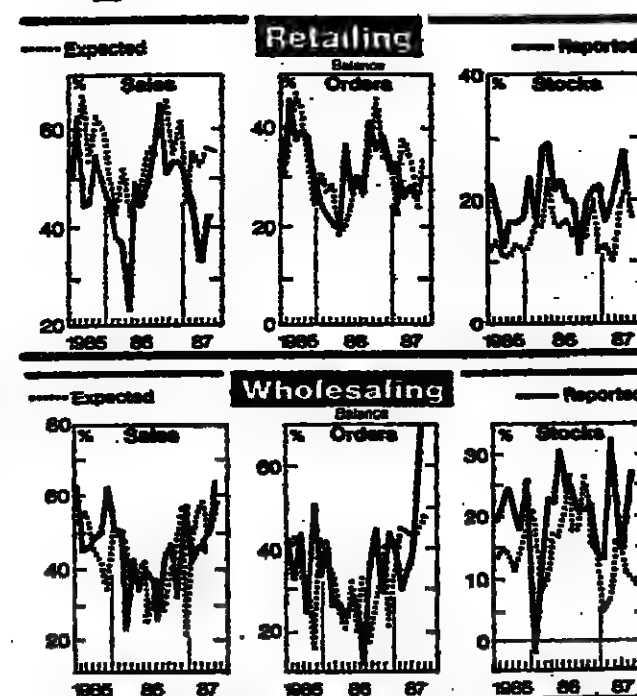 Retailing
Expected
Reported
Balance
% Sales
Orders
% Stocks
60
40
20
40
20
0
40
20
0
1985 86 87
1985 86 87
1985 86 87
Wholesaling
Expected
Reported
Balance
% Sales
% Orders
% Stocks
80
60
40
20
60
40
20
30
20
10
0
1985 86 87
1985 86 87
1985 86 87